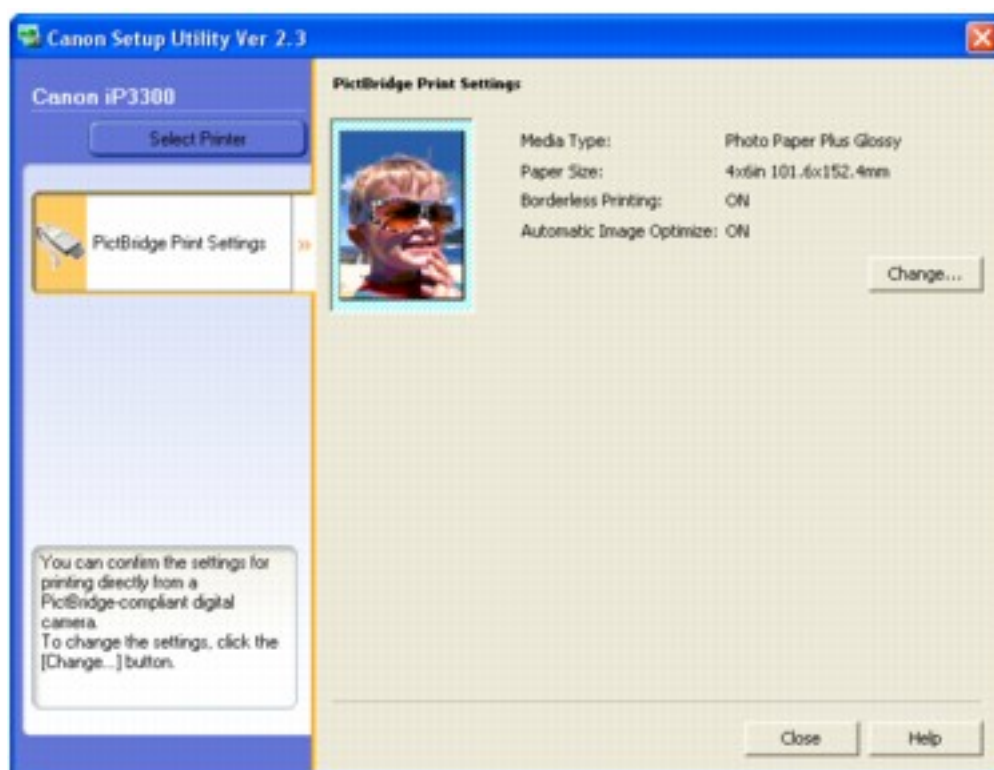 Canon Setup Utility Ver 2.3
Canon iP3300
Select Printer
PictBridge Print Settings
You can confirm the settings for
printing directly from a
PictBridge-compliant digital
camera.
To change the settings, click the
[Change...] button.
PictBridge Print Settings
Media Type: Photo Paper Plus Glossy
Paper Size: 4x6in 101.6x152.4mm
Borderless Printing: ON
Automatic Image Optimize: ON
Change...
Close Help